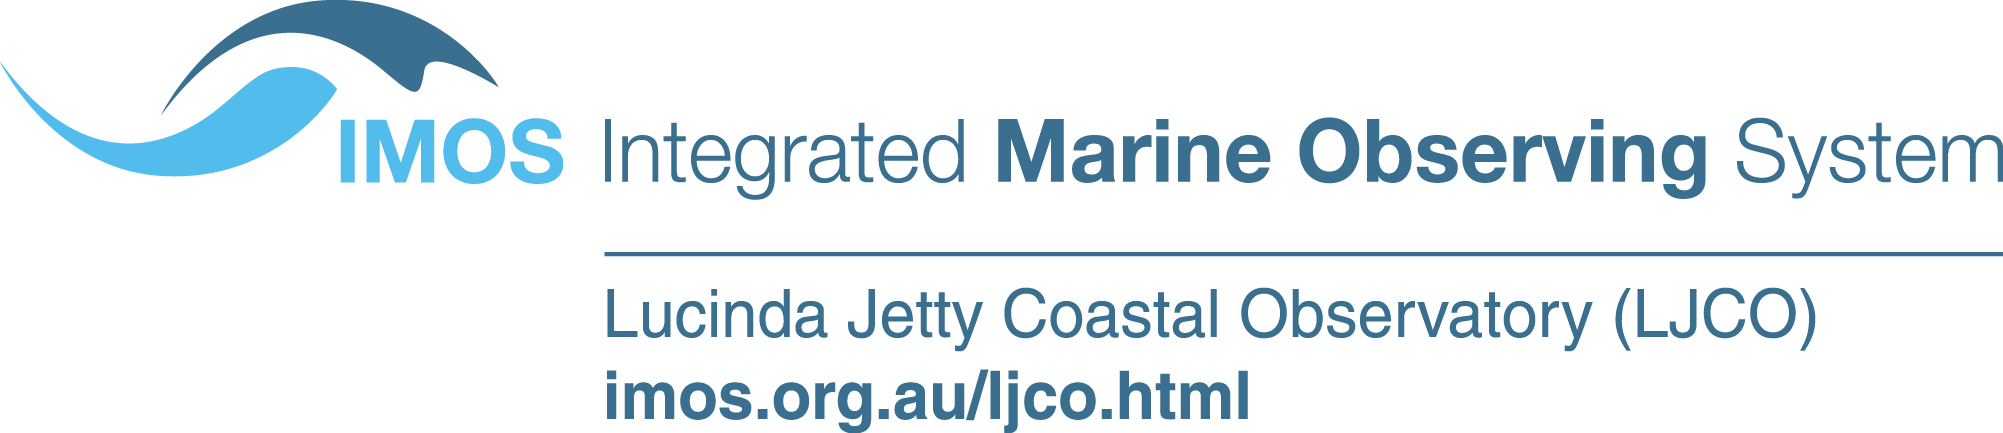 IMOS Integrated Marine Observing System
Lucinda Jetty Coastal Observatory (LJCO)
imos.org.au/ljco.html